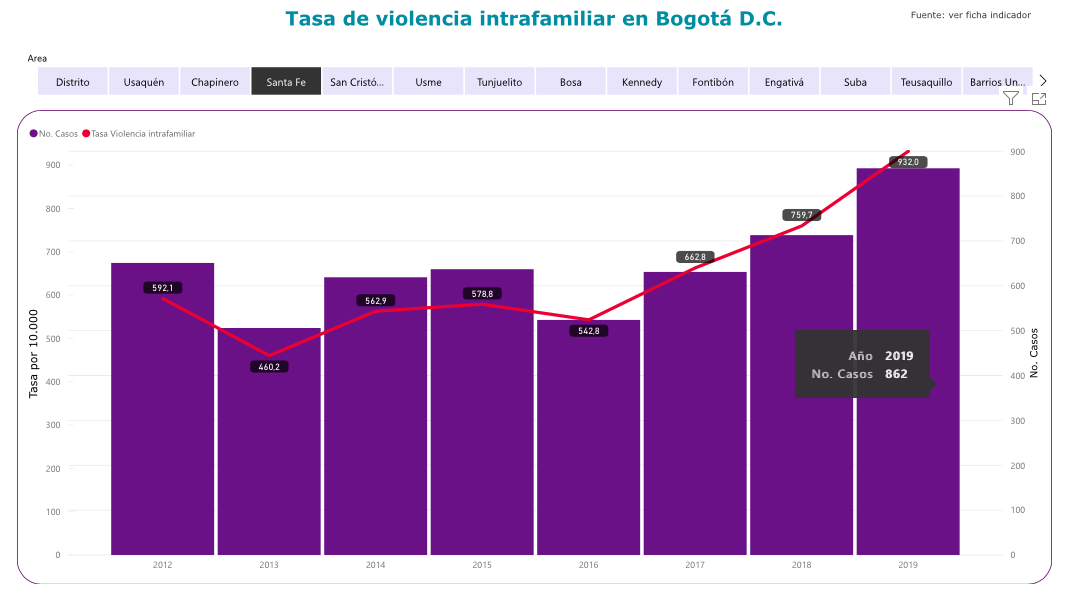 Tasa de violencia intrafamiliar en Bogotá D.C.
Fuente: ver ficha indicador
Area
Distrito Usaquén Chapinero Santa Fe San Cristó... Usme Tunjuelito Bosa Kennedy Fontibón Engativá Suba Teusaquillo Barrios Un...
No. Casos Tasa Violencia intrafamiliar
900
800
700
600
500
400
300
200
100
0
Tasa por 10.000
592,1
460,2
562,9
578,8
542,8
662,8
759,7
932,0
Año 2019
No. Casos 862
900
800
700
600
500
400
300
200
100
0
No. Casos
2012 2013 2014 2015 2016 2017 2018 2019